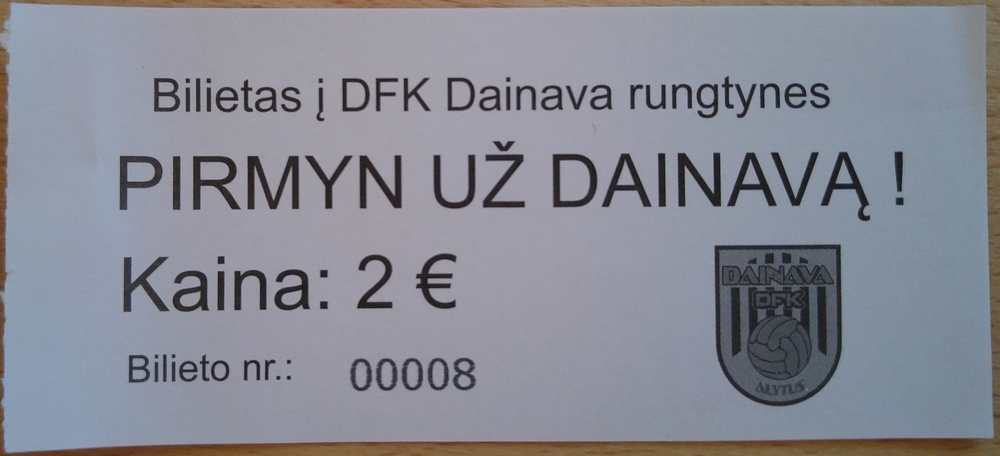 Bilietas į DFK Dainava rungtynes
PIRMYN UŽ DAINAVĄ !
Kaina: 2 €
Bilieto nr.: 00008
DAINAVA
DFK
ALYTUS